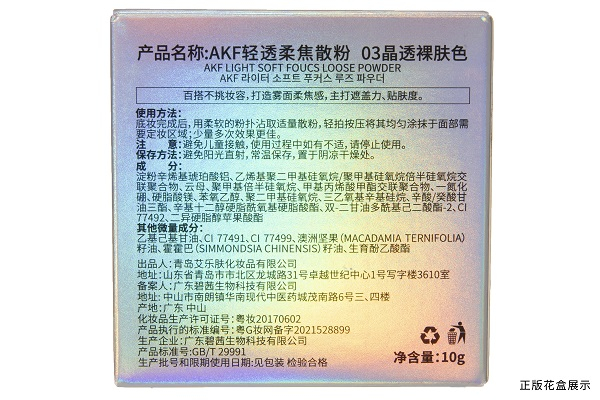 产品名称:AKF轻透柔焦散粉 03晶透裸肤色
AKF LIGHT SOFT FOUCS LOOSE POWDER
AKF 라이터 소프트 푸커스 루즈 파우더
百搭不挑妆容,打造雾面柔焦感,主打遮盖力、贴肤度。
使用方法:
底妆完成后,用柔软的粉扑沾取适量散粉,轻拍按压将其均匀涂抹于面部需
要定妆区域;少量多次效果更佳。
注 意:避免儿童接触,使用过程中如有不适,请停止使用。
保存方法:避免阳光直射,常温保存,置于阴凉干燥处。
成 分:
淀粉辛烯基琥珀酸铝、乙烯基聚二甲基硅氧烷/聚甲基硅氧烷倍半硅氧烷交
联聚合物、云母、聚甲基倍半硅氧烷、甲基丙烯酸甲酯交联聚合物、一氮化
硼、硬脂酸镁、苯氧乙醇、聚二甲基硅氧烷、三乙氧基辛基硅烷、辛酸/癸酸甘
油三酯、辛基十二醇硬脂酰氧基硬脂酸酯、双-二甘油多酰基己二酸酯-2、CI
77492、二异硬脂醇苹果酸酯
其他微量成分:
乙基己基甘油、CI 77491、CI 77499、澳洲坚果(MACADAMIA TERNIFOLIA)
籽油、霍霍巴(SIMMONDSIA CHINENSIS)籽油、生育酚乙酸酯
出品人:青岛艾乐肤化妆品有限公司
地址:山东省青岛市市北区龙城路31号卓越世纪中心1号写字楼3610室
备案人:广东碧茜生物科技有限公司
地址:中山市南朗镇华南现代中医药城茂南路6号三、四楼
产地:广东 中山
化妆品生产许可证号:粤妆20170602
产品执行的标准编号:粤G妆网备字2021528899
生产企业:广东碧茜生物科技有限公司
产品标准号:GB/T 29991
生产批号和限期使用日期:见包装 检验合格
净含量:10g
正版花盒展示